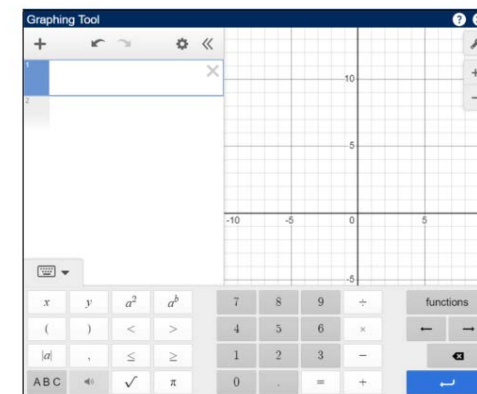 Graphing Tool ?
+ «
1 ×
2
10
5
-10 -5 0 5
-5
+
−
x y a² aᵇ 7 8 9 ÷ functions
( ) < > 4 5 6 × ← →
|a| , ≤ ≥ 1 2 3 −
A B C √ π 0 . = +